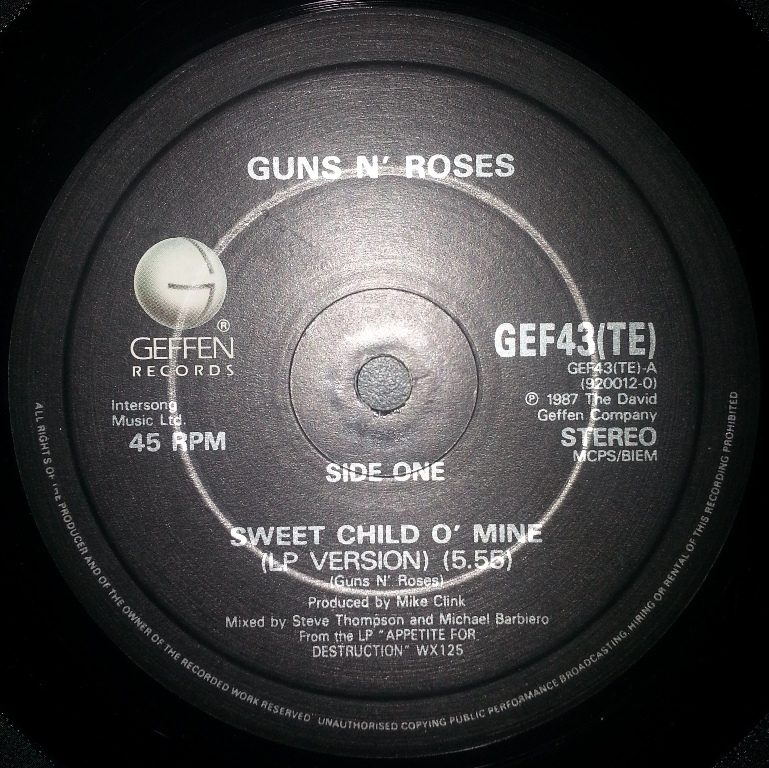 GUNS N' ROSES
GEFFEN®
RECORDS
Intersong
Music Ltd.
45 RPM
GEF43(TE)
GEF43(TE)-A
(920012-0)
℗ 1987 The David
Geffen Company
STEREO
MCPS/BIEM
SIDE ONE
SWEET CHILD O' MINE
(LP VERSION) (5.55)
(Guns N' Roses)
Produced by Mike Clink
Mixed by Steve Thompson and Michael Barbiero
From the LP "APPETITE FOR
DESTRUCTION" WX125
ALL RIGHTS OF THE PRODUCER AND OF THE OWNER OF THE RECORDED WORK RESERVED" UNAUTHORISED COPYING PUBLIC PERFORMANCE BROADCASTING. HIRING OR RENTAL OF THIS RECORDING PROHIBITED